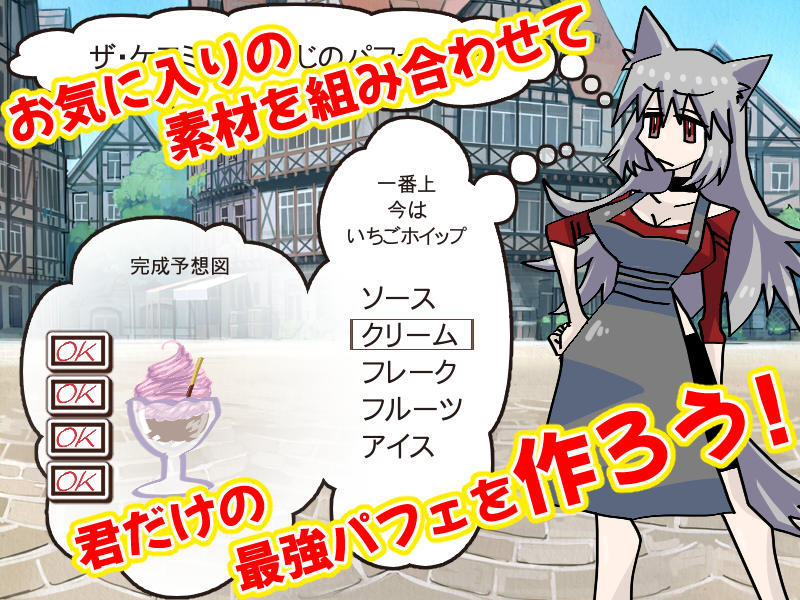 お気に入りの
素材を組み合わせて
一番上
今は
いちごホイップ
ソース
クリーム
フレーク
フルーツ
アイス
完成予想図
OK
OK
OK
OK
君だけの
最強パフェを作ろう!